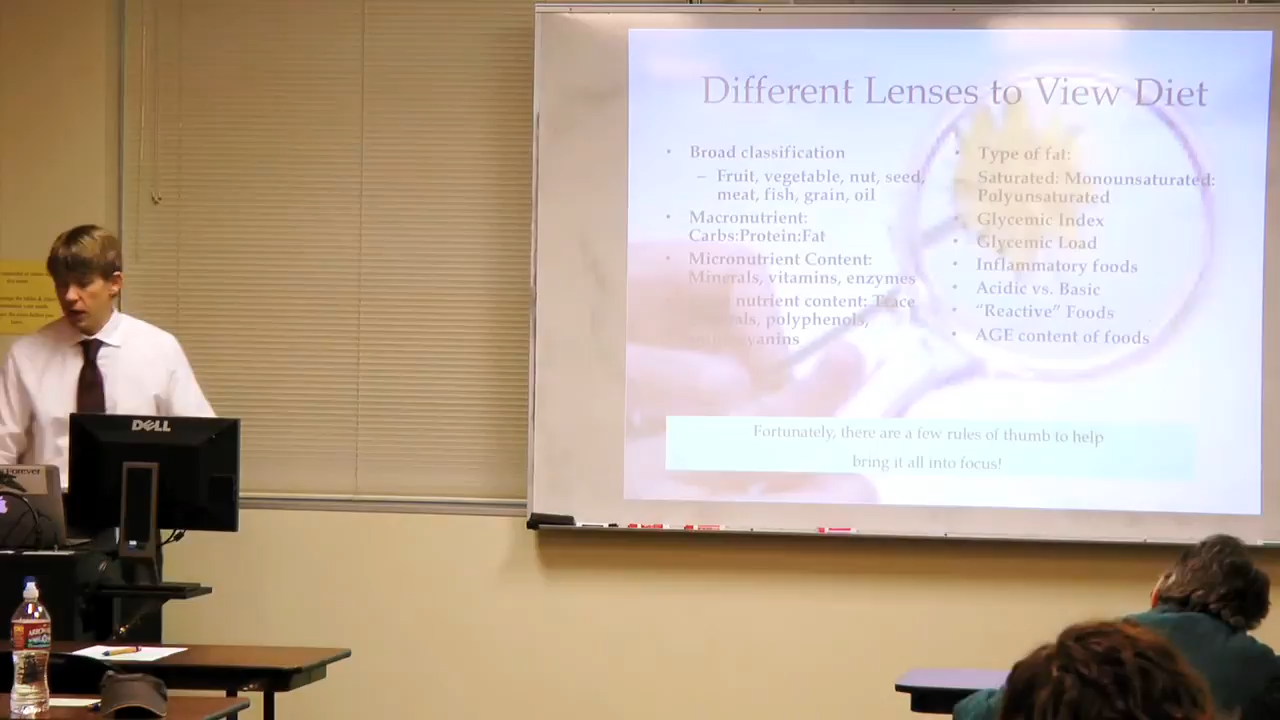 Different Lenses to View Diet
• Broad classification
– Fruit, vegetable, nut, seed,
meat, fish, grain, oil
• Macronutrient:
Carbs:Protein:Fat
• Micronutrient Content:
Minerals, vitamins, enzymes
nutrient content: Trace
polyphenols,
• Type of fat:
Saturated: Monounsaturated:
Polyunsaturated
• Glycemic Index
• Glycemic Load
• Inflammatory foods
• Acidic vs. Basic
• “Reactive” Foods
• AGE content of foods
Fortunately, there are a few rules of thumb to help
bring it all into focus!
DELL
Forever